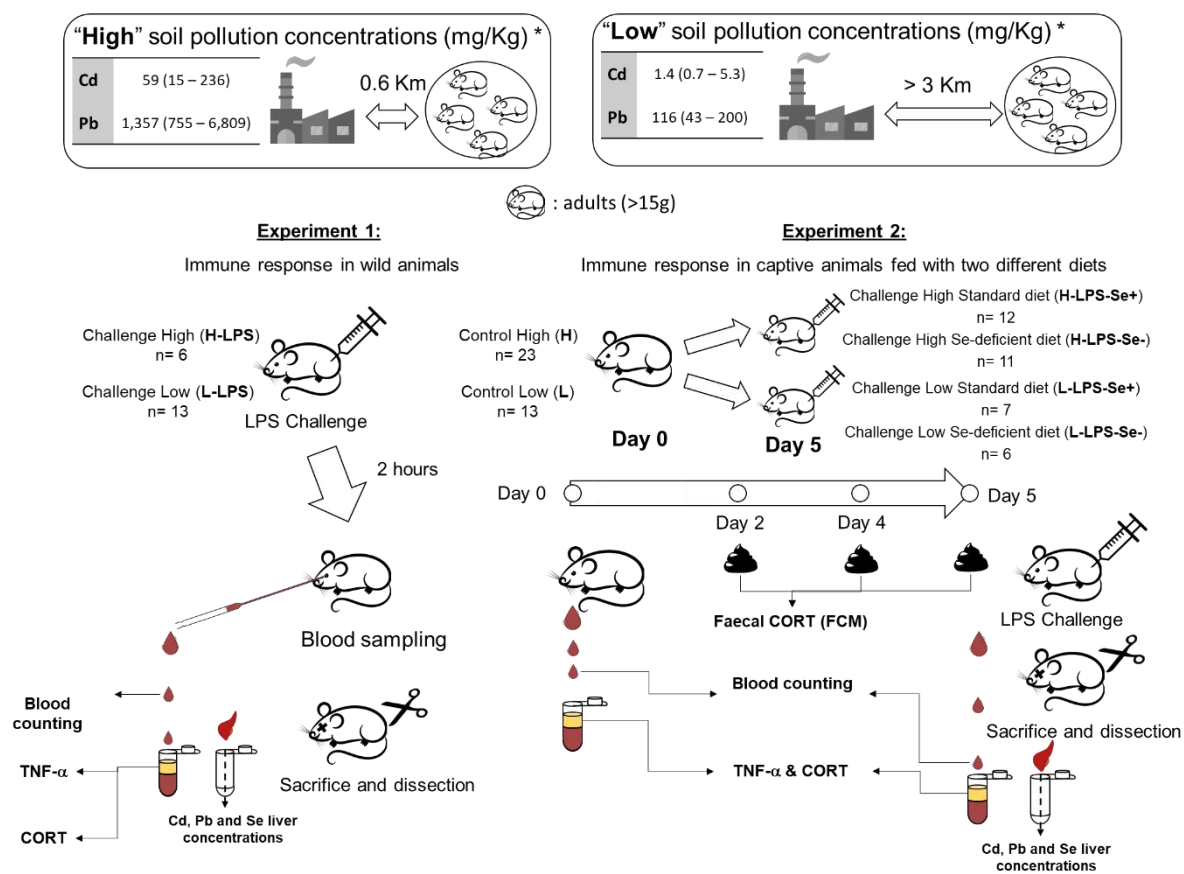 “High” soil pollution concentrations (mg/Kg) *
Cd 59 (15 – 236)
Pb 1,357 (755 – 6,809)
0.6 Km
“Low” soil pollution concentrations (mg/Kg) *
Cd 1.4 (0.7 – 5.3)
Pb 116 (43 – 200)
> 3 Km
: adults (>15g)
Experiment 1:
Immune response in wild animals
Challenge High (H-LPS)
n= 6
Challenge Low (L-LPS)
n= 13
LPS Challenge
2 hours
Blood sampling
Blood
counting
TNF-α
CORT
Sacrifice and dissection
Cd, Pb and Se liver
concentrations
Experiment 2:
Immune response in captive animals fed with two different diets
Control High (H)
n= 23
Control Low (L)
n= 13
Day 0
Day 5
Challenge High Standard diet (H-LPS-Se+)
n= 12
Challenge High Se-deficient diet (H-LPS-Se-)
n= 11
Challenge Low Standard diet (L-LPS-Se+)
n= 7
Challenge Low Se-deficient diet (L-LPS-Se-)
n= 6
Day 0
Day 2
Day 4
Day 5
Faecal CORT (FCM)
LPS Challenge
Blood counting
Sacrifice and dissection
TNF-α & CORT
Cd, Pb and Se liver
concentrations